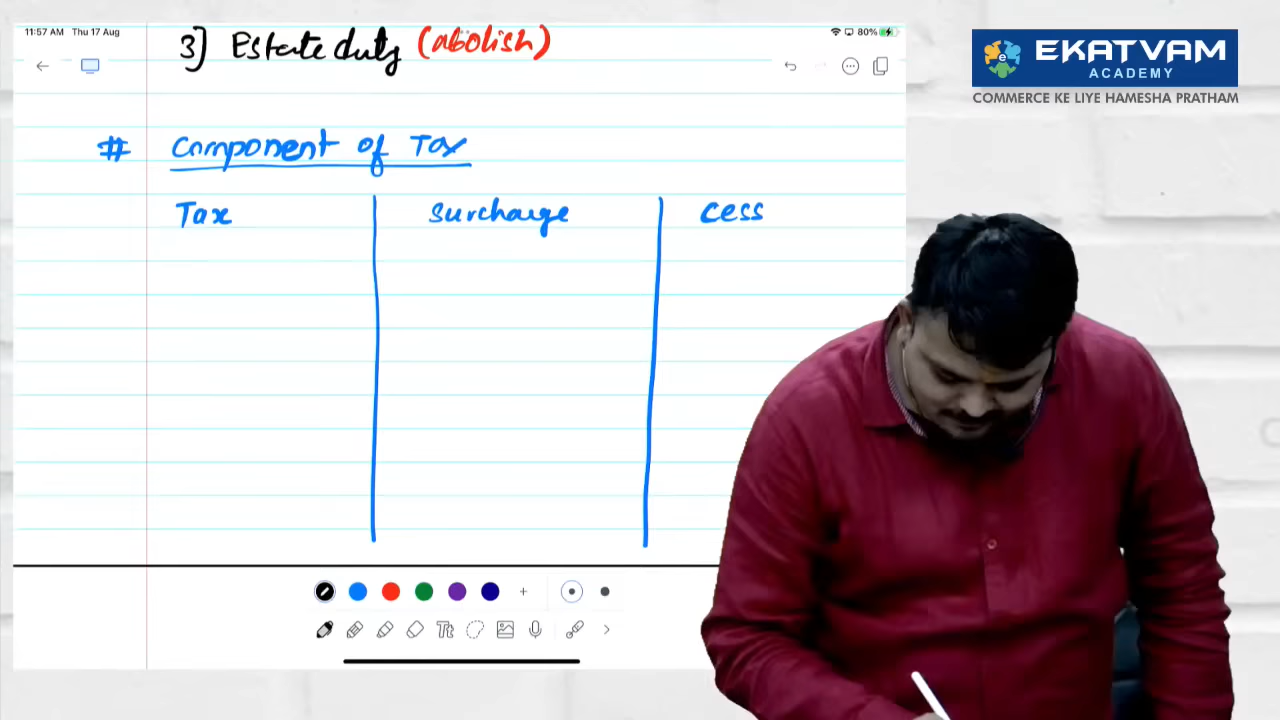 11:57 AM Thu 17 Aug
80%
3] Estate duty (abolish)
# Component of Tax
Tax Surcharge Cess
Tt
e
EKATVAM
ACADEMY
COMMERCE KE LIYE HAMESHA PRATHAM